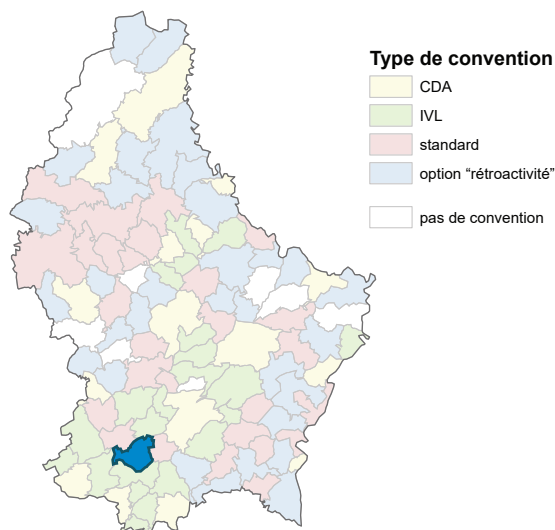 Type de convention
CDA
IVL
standard
option “rétroactivité”
pas de convention